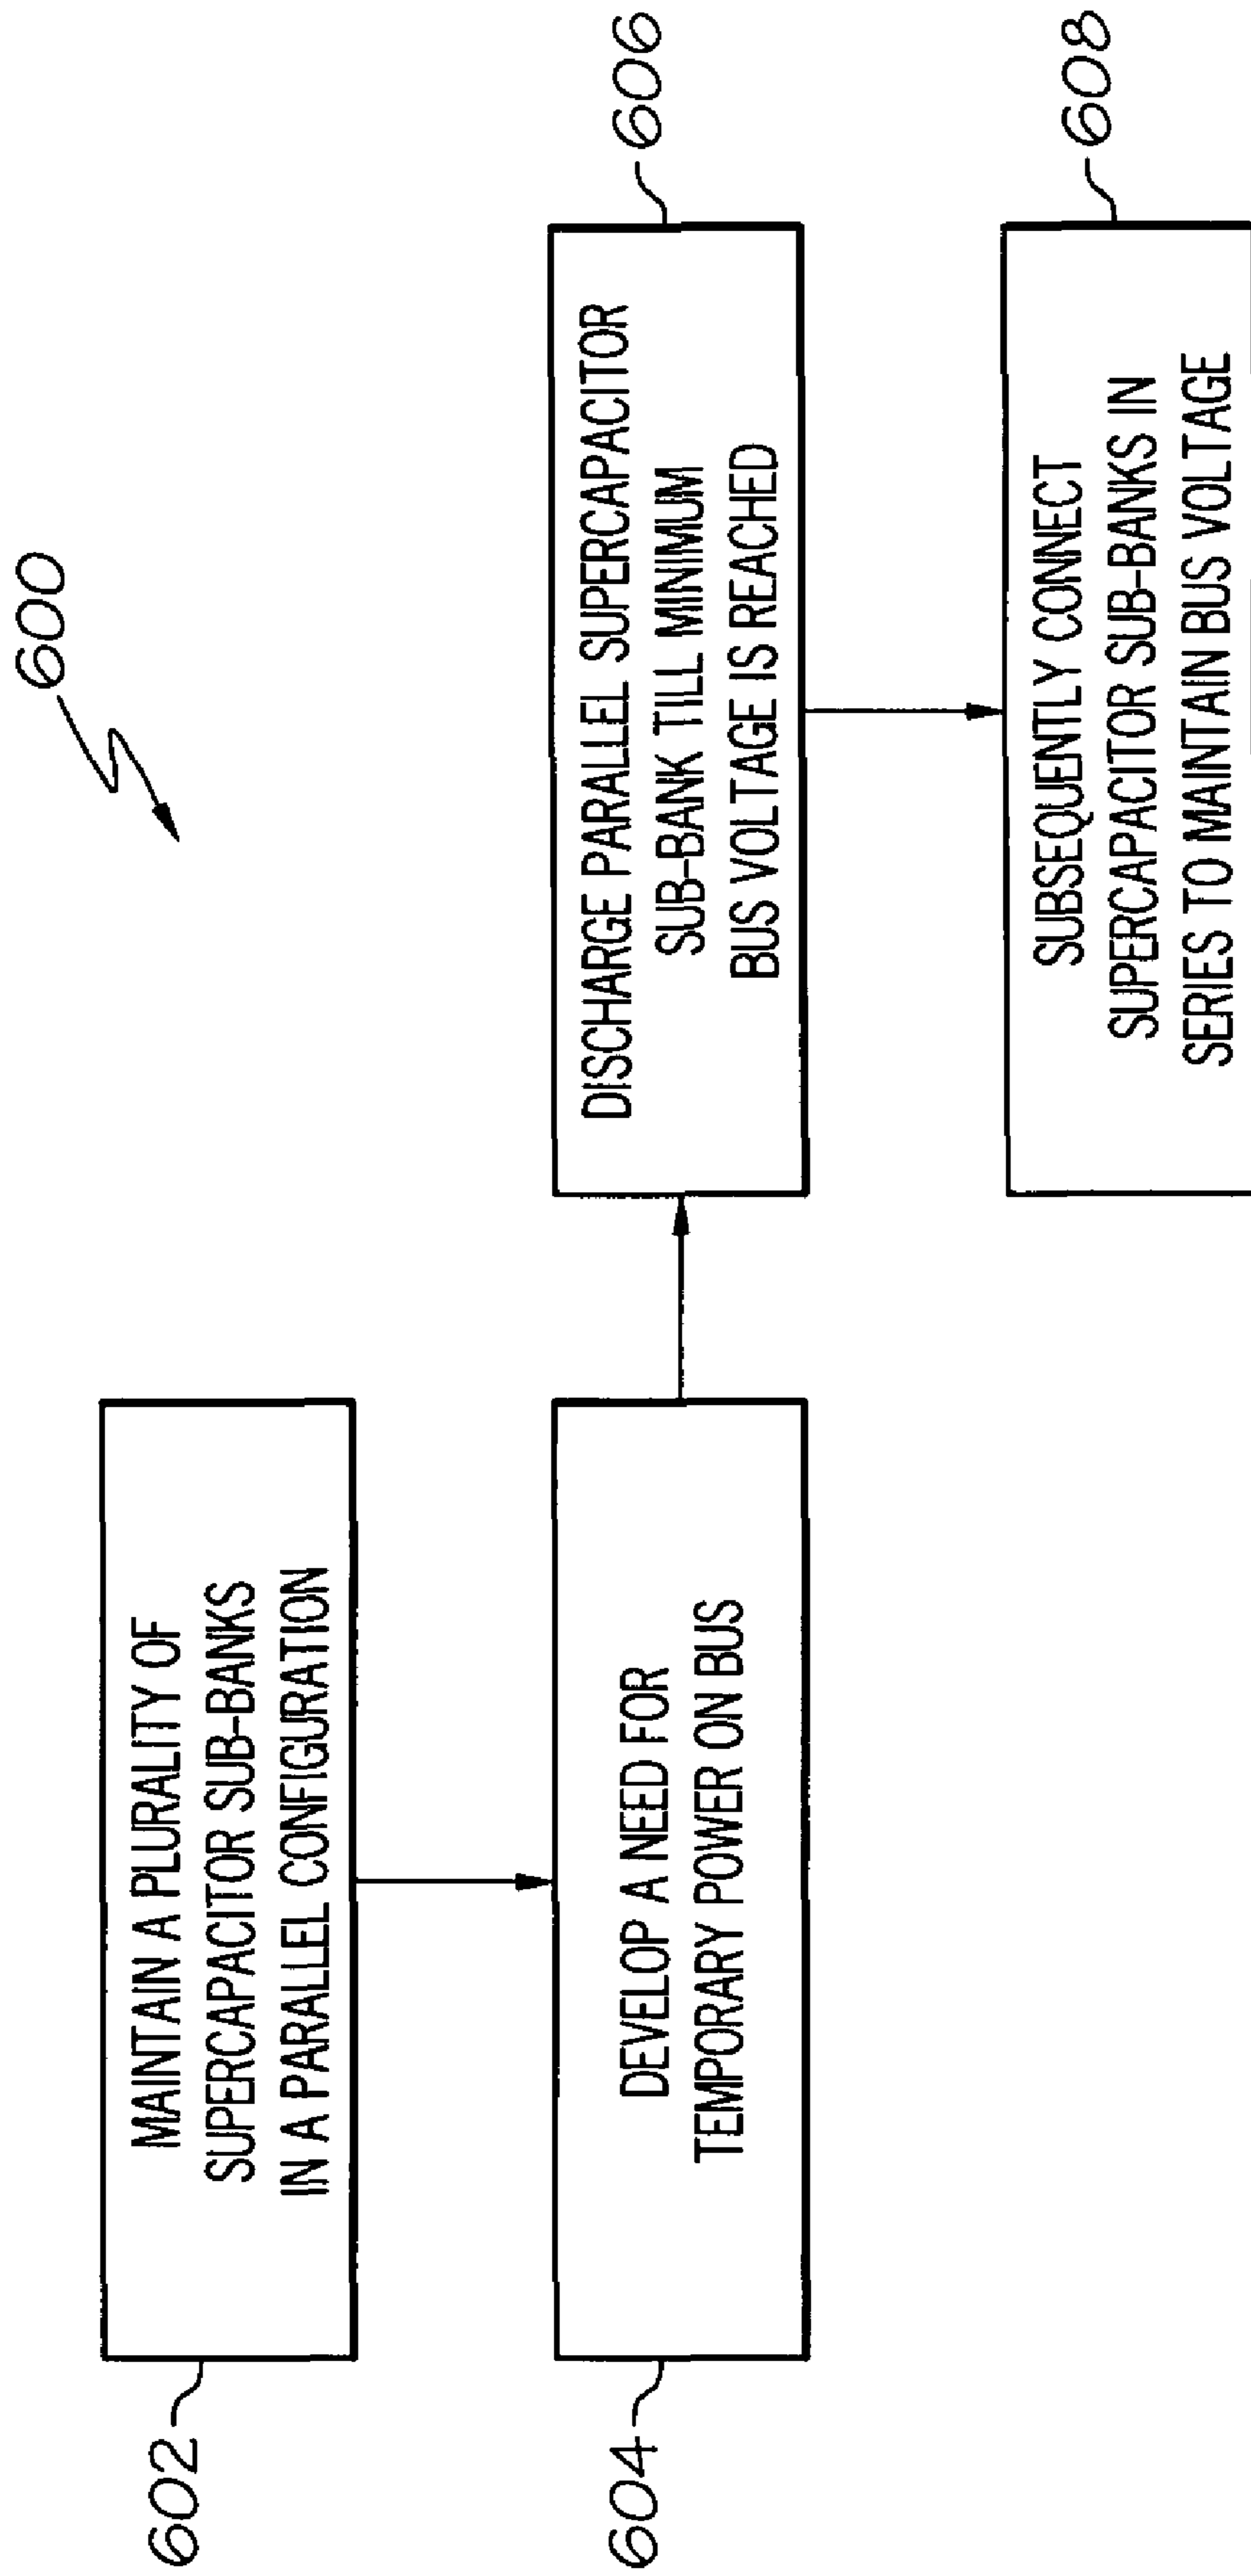 600
602
MAINTAIN A PLURALITY OF
SUPERCAPACITOR SUB-BANKS
IN A PARALLEL CONFIGURATION
604
DEVELOP A NEED FOR
TEMPORARY POWER ON BUS
606
DISCHARGE PARALLEL SUPERCAPACITOR
SUB-BANK TILL MINIMUM
BUS VOLTAGE IS REACHED
608
SUBSEQUENTLY CONNECT
SUPERCAPACITOR SUB-BANKS IN
SERIES TO MAINTAIN BUS VOLTAGE